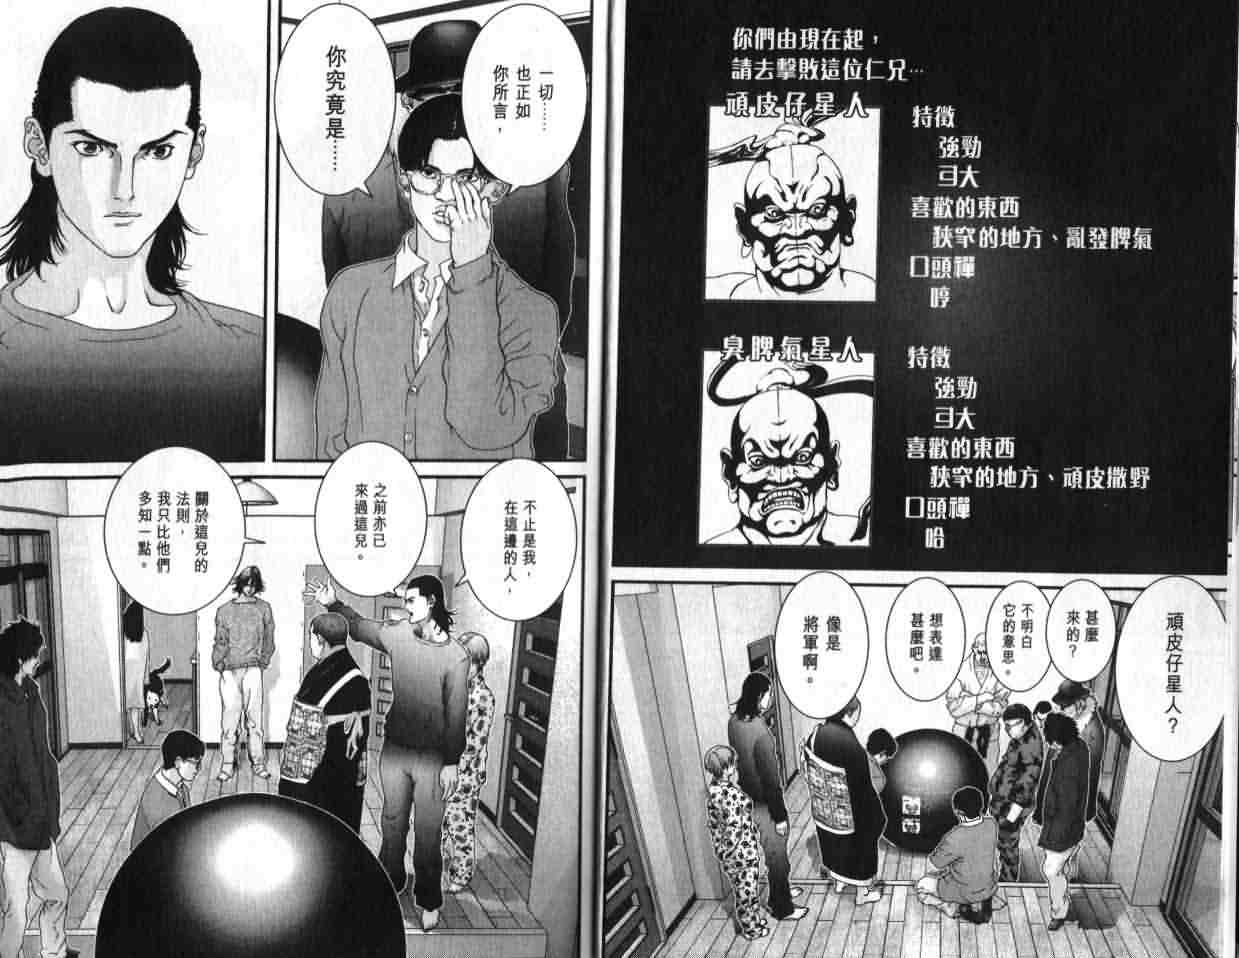 你們由現在起，
請去擊敗這位仁兄…
頑皮仔星人
特徵
強勁
弓大
喜歡的東西
狹窄的地方、亂發脾氣
口頭禪
哼
臭脾氣星人
特徵
強勁
弓大
喜歡的東西
狹窄的地方、頑皮撒野
口頭禪
哈
頑皮仔星人？
甚麼
來的？
不明白
它的意思。
想表達
甚麼吧。
像是
將軍啊。
一切……
也正如
你所言，
你究竟是……
不止是我，
在這邊的人，
之前亦已
來過這兒。
關於這兒的
法則，
我只比他們
多知一點。